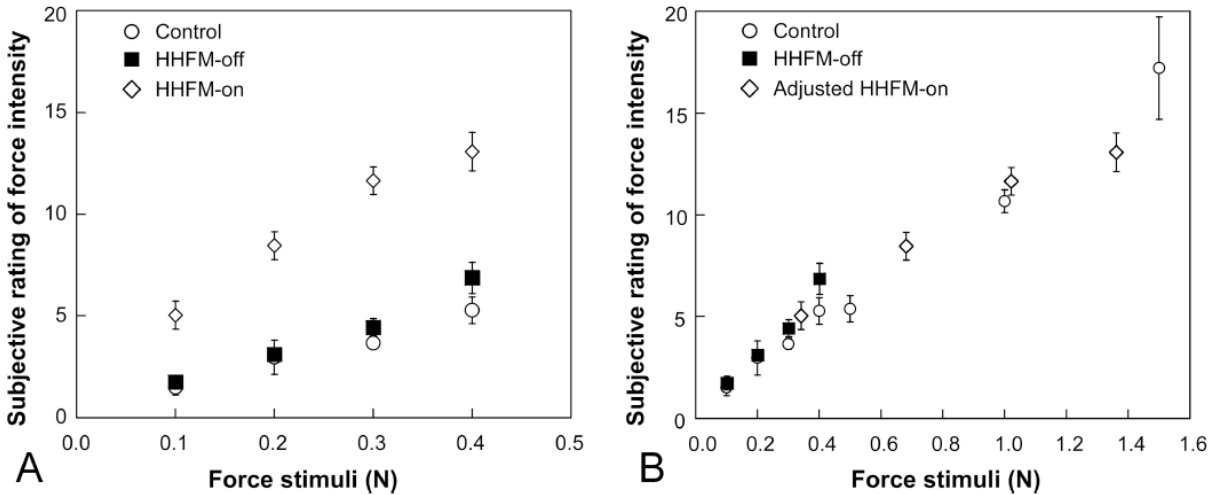 Subjective rating of force intensity
20
15
10
5
0
Control
HHFM-off
HHFM-on
0.0 0.1 0.2 0.3 0.4 0.5
Force stimuli (N)
A
Subjective rating of force intensity
20
15
10
5
0
Control
HHFM-off
Adjusted HHFM-on
0.0 0.2 0.4 0.6 0.8 1.0 1.2 1.4 1.6
Force stimuli (N)
B